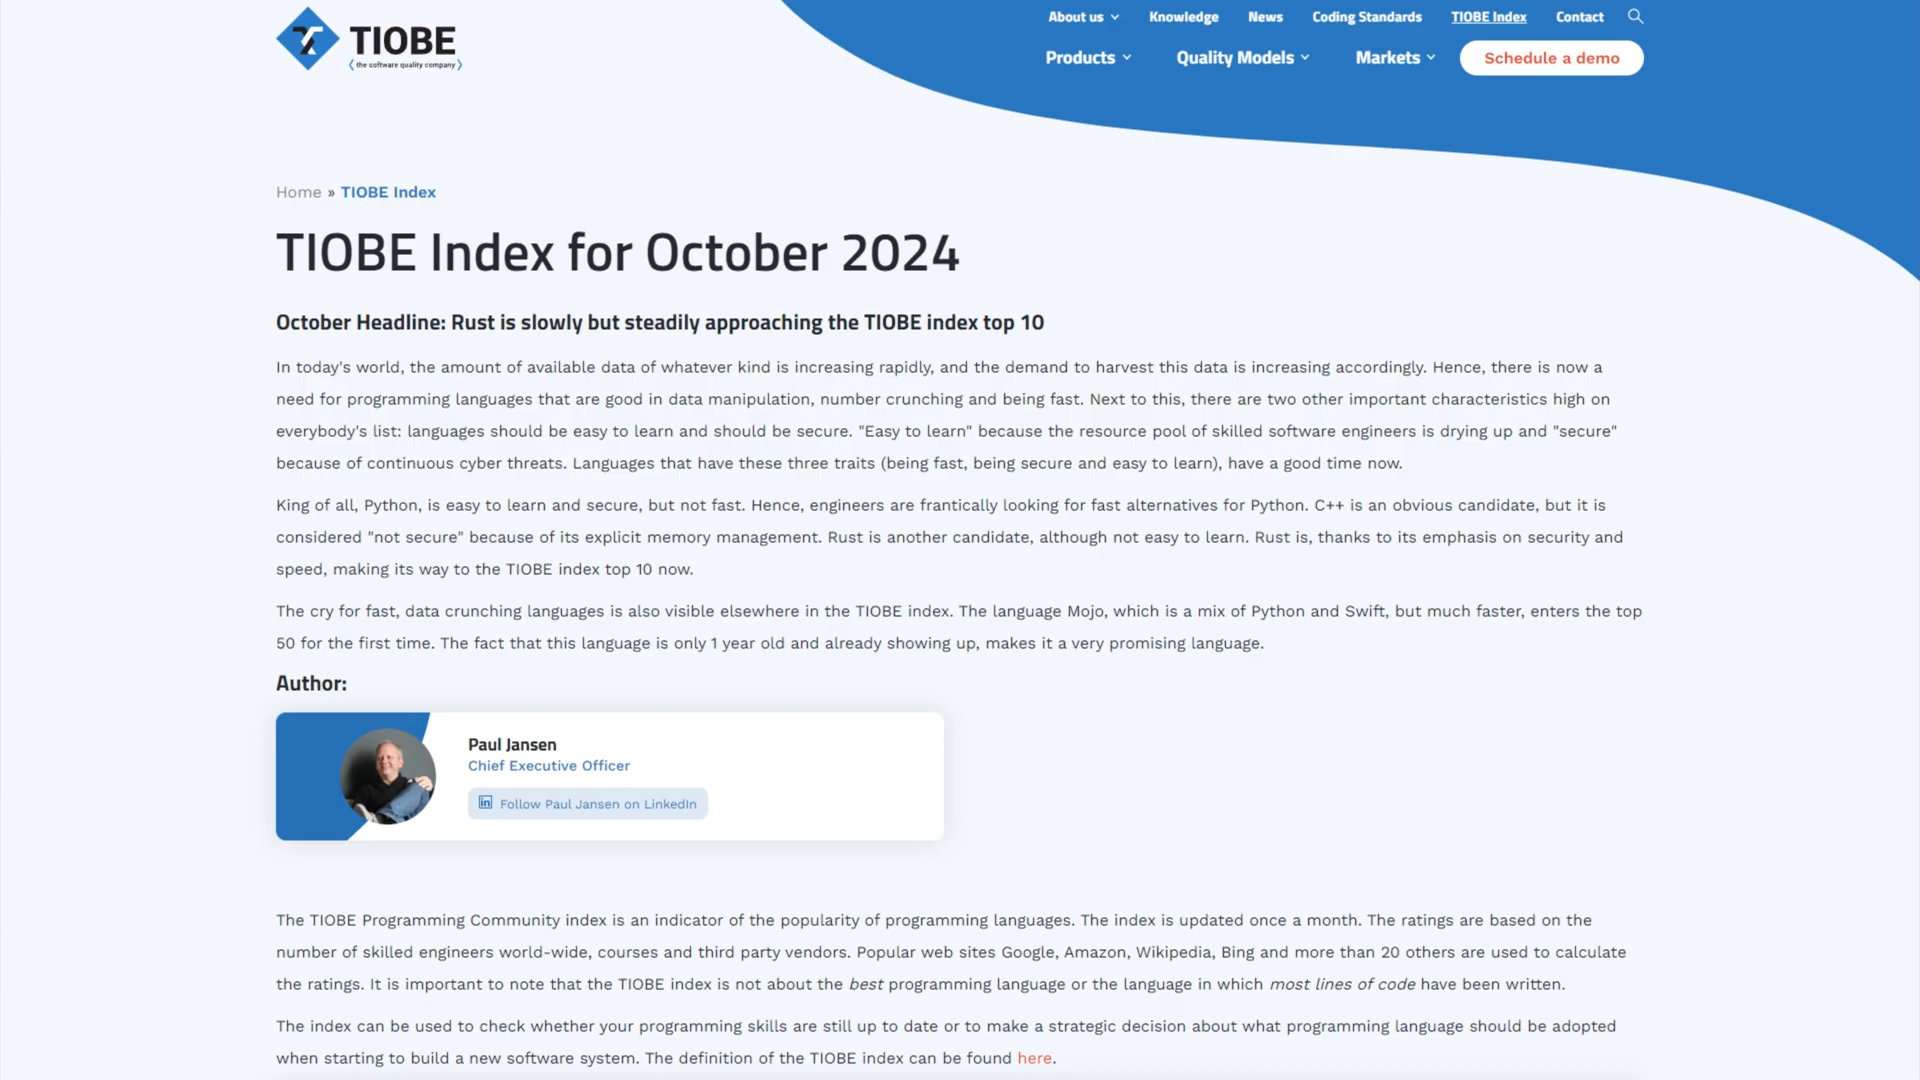 TIOBE
( the software quality company )
About us
Knowledge
News
Coding Standards
TIOBE Index
Contact
Products
Quality Models
Markets
Schedule a demo
Home » TIOBE Index
TIOBE Index for October 2024
October Headline: Rust is slowly but steadily approaching the TIOBE index top 10
In today's world, the amount of available data of whatever kind is increasing rapidly, and the demand to harvest this data is increasing accordingly. Hence, there is now a
need for programming languages that are good in data manipulation, number crunching and being fast. Next to this, there are two other important characteristics high on
everybody's list: languages should be easy to learn and should be secure. "Easy to learn" because the resource pool of skilled software engineers is drying up and "secure"
because of continuous cyber threats. Languages that have these three traits (being fast, being secure and easy to learn), have a good time now.
King of all, Python, is easy to learn and secure, but not fast. Hence, engineers are frantically looking for fast alternatives for Python. C++ is an obvious candidate, but it is
considered "not secure" because of its explicit memory management. Rust is another candidate, although not easy to learn. Rust is, thanks to its emphasis on security and
speed, making its way to the TIOBE index top 10 now.
The cry for fast, data crunching languages is also visible elsewhere in the TIOBE index. The language Mojo, which is a mix of Python and Swift, but much faster, enters the top
50 for the first time. The fact that this language is only 1 year old and already showing up, makes it a very promising language.
Author:
Paul Jansen
Chief Executive Officer
in Follow Paul Jansen on LinkedIn
The TIOBE Programming Community index is an indicator of the popularity of programming languages. The index is updated once a month. The ratings are based on the
number of skilled engineers world-wide, courses and third party vendors. Popular web sites Google, Amazon, Wikipedia, Bing and more than 20 others are used to calculate
the ratings. It is important to note that the TIOBE index is not about the best programming language or the language in which most lines of code have been written.
The index can be used to check whether your programming skills are still up to date or to make a strategic decision about what programming language should be adopted
when starting to build a new software system. The definition of the TIOBE index can be found here.